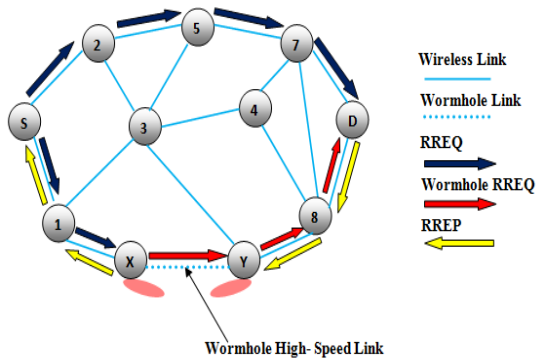 5
2
7
Wireless Link
Wormhole Link
S
3
4
D
RREQ
Wormhole RREQ
1
8
RREP
X
Y
Wormhole High- Speed Link